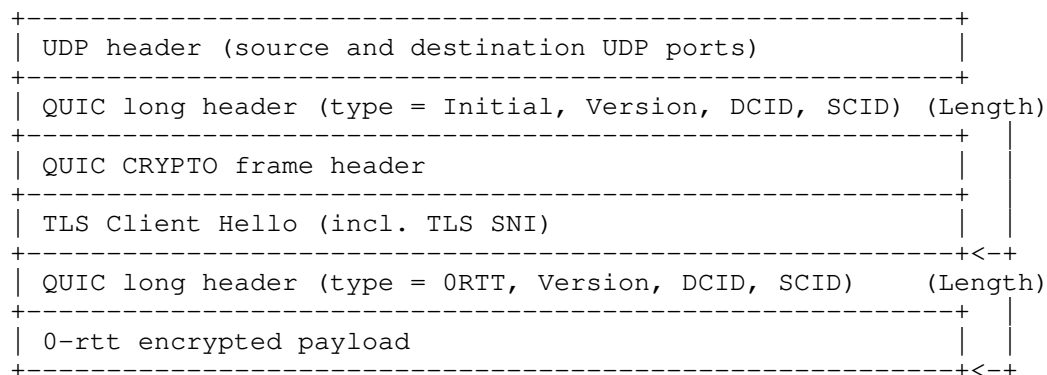 UDP header (source and destination UDP ports)
QUIC long header (type = Initial, Version, DCID, SCID) (Length)
QUIC CRYPTO frame header
TLS Client Hello (incl. TLS SNI)
QUIC long header (type = 0RTT, Version, DCID, SCID) (Length)
0-rtt encrypted payload